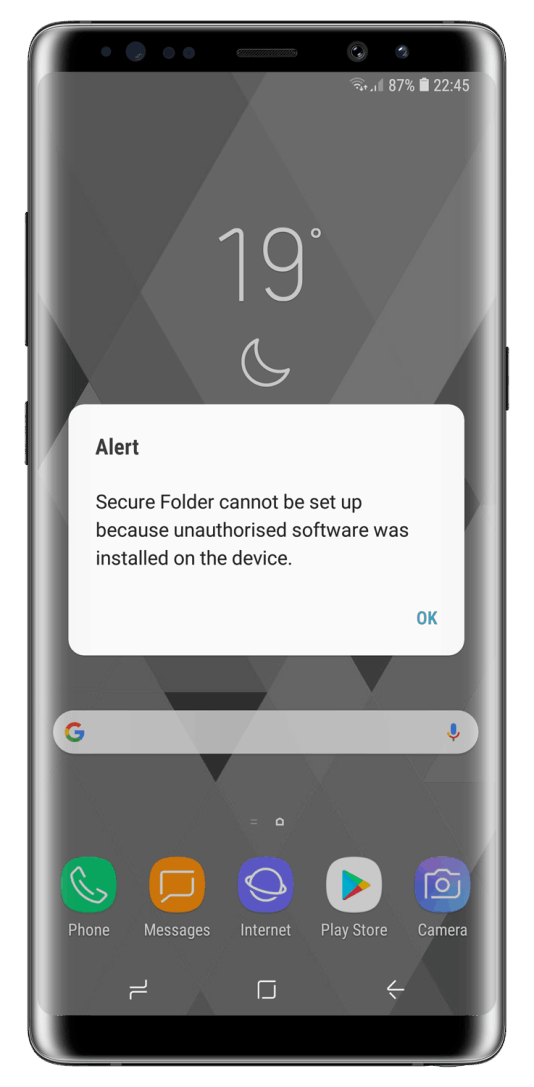 87% 22:45
19°
Alert
Secure Folder cannot be set up
because unauthorised software was
installed on the device.
OK
G
Phone Messages Internet Play Store Camera